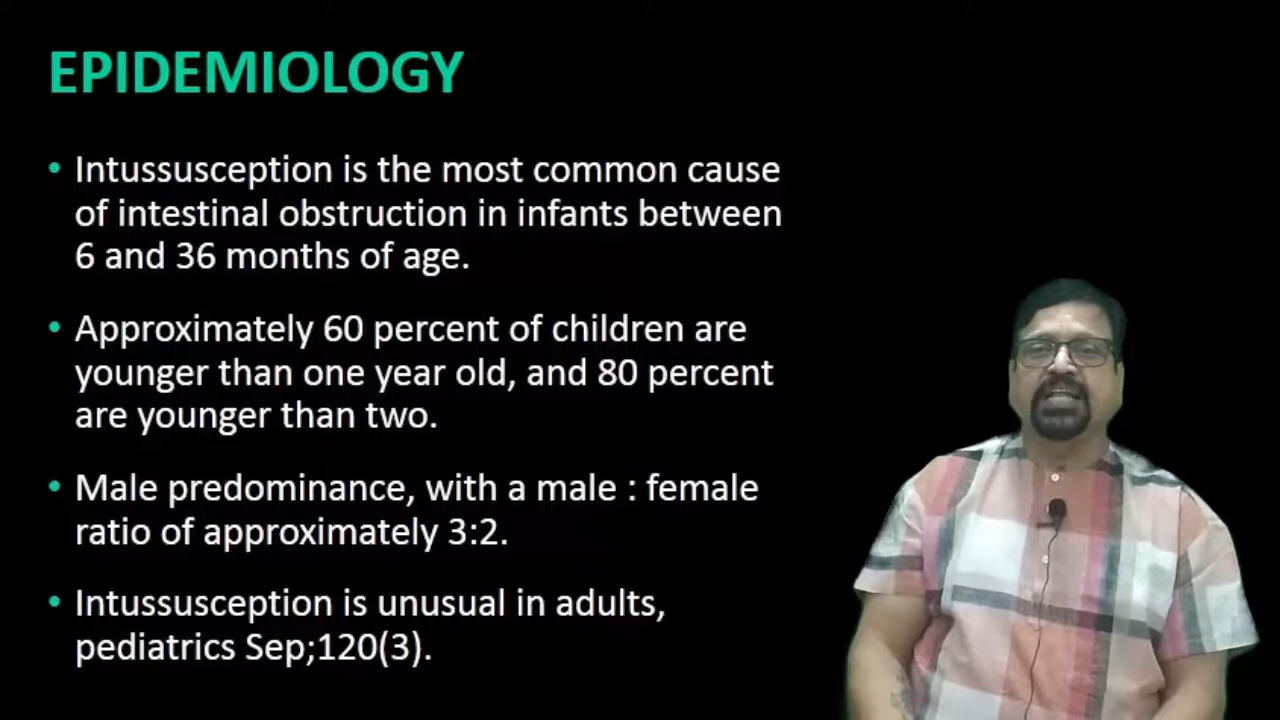 EPIDEMIOLOGY
• Intussusception is the most common cause
of intestinal obstruction in infants between
6 and 36 months of age.
• Approximately 60 percent of children are
younger than one year old, and 80 percent
are younger than two.
• Male predominance, with a male : female
ratio of approximately 3:2.
• Intussusception is unusual in adults,
pediatrics Sep;120(3).